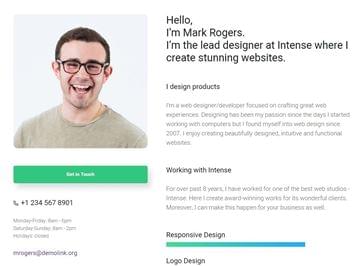 Hello,
I'm Mark Rogers.
I'm the lead designer at Intense where I
create stunning websites.
I design products
I'm a web designer/developer focused on crafting great web
experiences. Designing has been my passion since the days I started
working with computers but I found myself into web design since
2007. I enjoy creating beautifully designed, intuitive and functional
websites.
Get in Touch
+1 234 567 8901
Monday-Friday: 8am–6pm
Saturday-Sunday: 8am–2pm
Holidays: closed
mrogers@demolink.org
Working with Intense
For over past 8 years, I have worked for one of the best web studios -
Intense. Here I create award-winning works for its wonderful clients.
Moreover, I can make this happen for your business as well.
Responsive Design
Logo Design